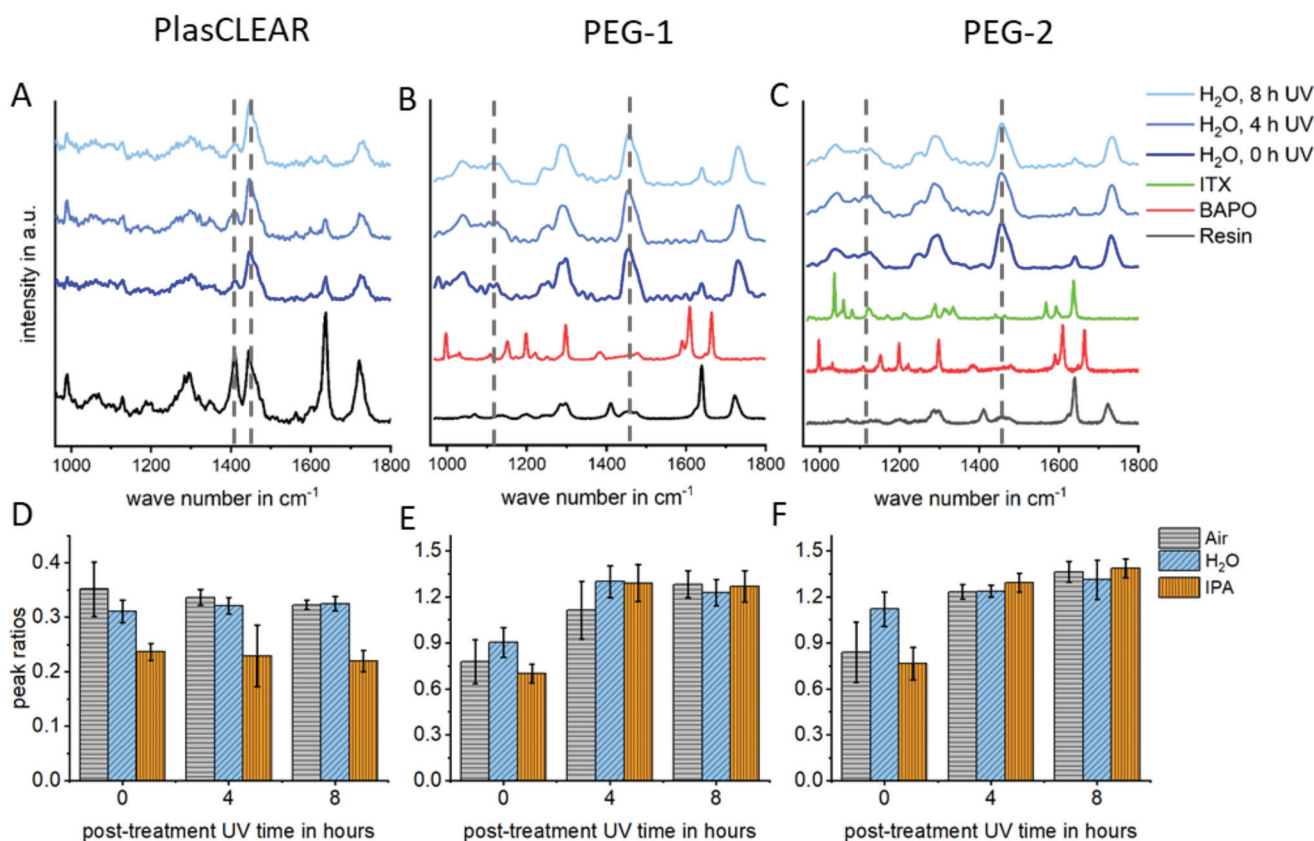 PlasCLEAR PEG-1 PEG-2
A B C
H₂O, 8 h UV
H₂O, 4 h UV
H₂O, 0 h UV
ITX
BAPO
Resin
intensity in a.u.
1000 1200 1400 1600 1800 1000 1200 1400 1600 1800 1000 1200 1400 1600 1800
wave number in cm⁻¹ wave number in cm⁻¹ wave number in cm⁻¹
D E F
Air
H₂O
IPA
peak ratios
0.4 1.5 1.5
0.3 1.2 1.2
0.2 0.9 0.9
0.1 0.6 0.6
0.0 0.3 0.3
0.0 0.0
0 4 8 0 4 8 0 4 8
post-treatment UV time in hours post-treatment UV time in hours post-treatment UV time in hours